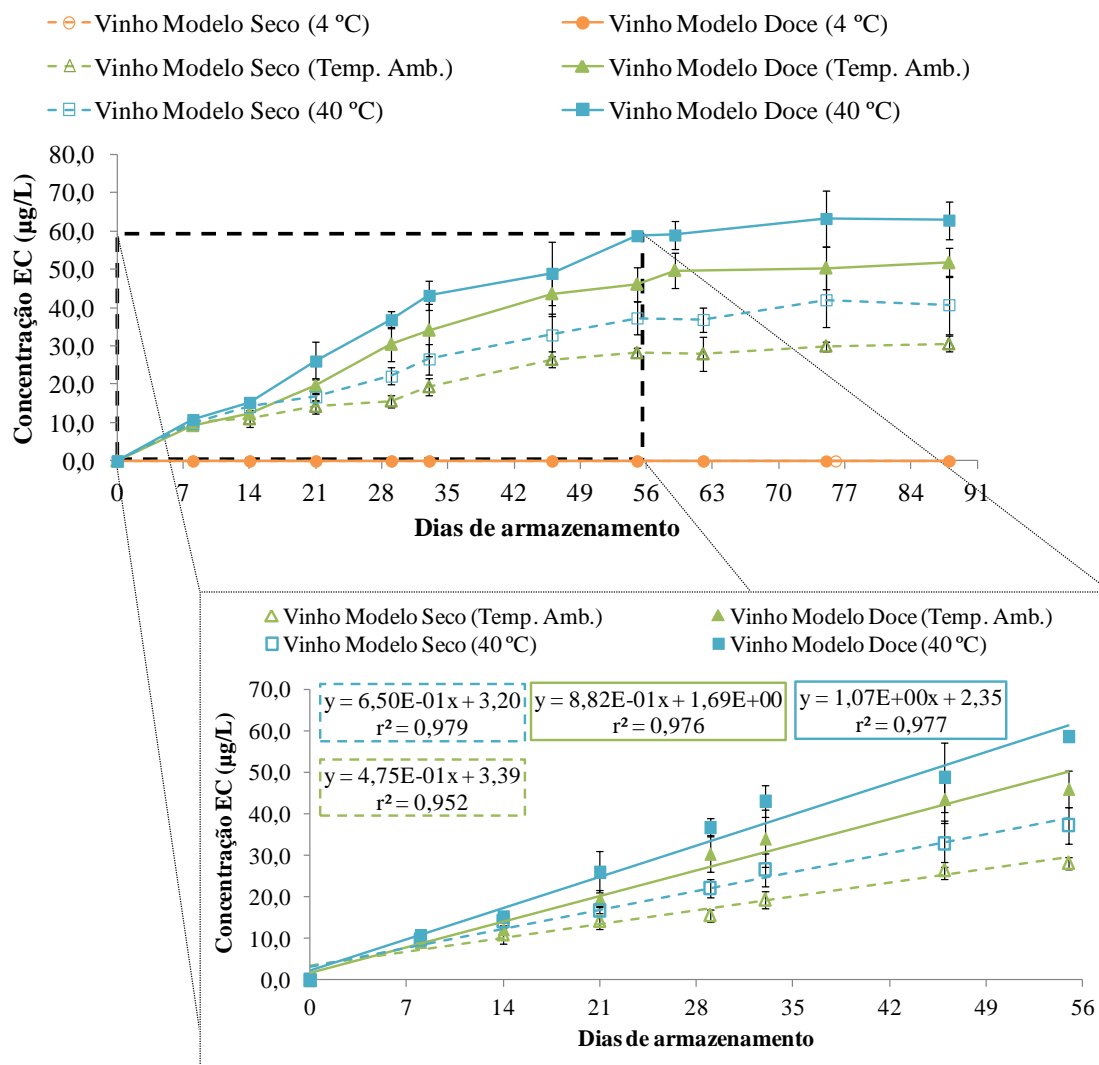 Vinho Modelo Seco (4 ºC) Vinho Modelo Doce (4 ºC)
Vinho Modelo Seco (Temp. Amb.) Vinho Modelo Doce (Temp. Amb.)
Vinho Modelo Seco (40 ºC) Vinho Modelo Doce (40 ºC)
Concentração EC (µg/L)
80,0
70,0
60,0
50,0
40,0
30,0
20,0
10,0
0,0
0 7 14 21 29 35 42 49 56 63 70 77 84 91
Dias de armazenamento
Vinho Modelo Seco (Temp. Amb.) Vinho Modelo Doce (Temp. Amb.)
Vinho Modelo Seco (40 ºC) Vinho Modelo Doce (40 ºC)
Concentração EC (µg/L)
70,0
60,0
50,0
40,0
30,0
20,0
10,0
0,0
y = 6,50E-01x + 3,20
r² = 0,979
y = 8,82E-01x + 1,69E+00
r² = 0,976
y = 1,07E+00x + 2,35
r² = 0,977
y = 4,75E-01x + 3,39
r² = 0,952
0 7 14 21 29 35 42 49 56
Dias de armazenamento